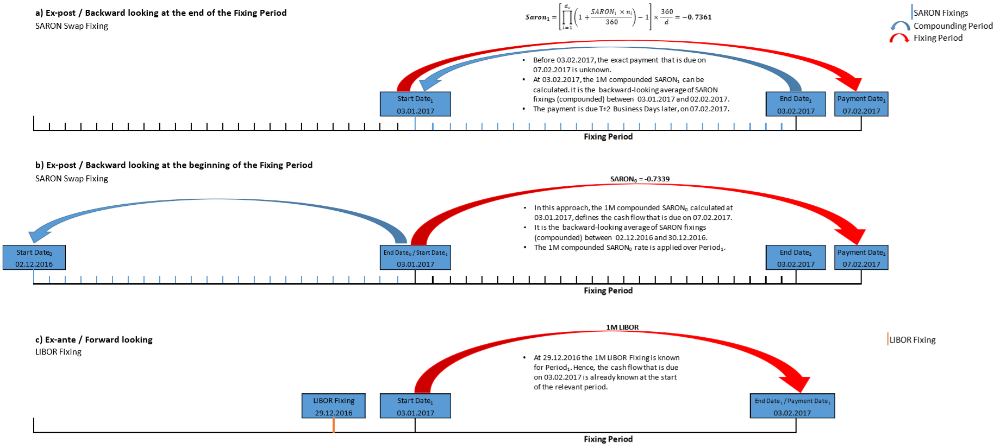 a) Ex-post / Backward looking at the end of the Fixing Period
SARON Swap Fixing
Saron₁ = [∏_{i=1}^{d₀} (1 + (SARONᵢ × nᵢ)/360) − 1] × 360/d = −0.7361
SARON Fixings
Compounding Period
Fixing Period
• Before 03.02.2017, the exact payment that is due on
07.02.2017 is unknown.
• At 03.02.2017, the 1M compounded SARON₁ can be
calculated. It is the backward-looking average of SARON
fixings (compounded) between 03.01.2017 and 02.02.2017.
• The payment is due T+2 Business Days later, on 07.02.2017.
Start Date₁
03.01.2017
End Date₁
03.02.2017
Payment Date₁
07.02.2017
Fixing Period
b) Ex-post / Backward looking at the beginning of the Fixing Period
SARON Swap Fixing
SARON₀ = -0.7339
• In this approach, the 1M compounded SARON₀ calculated at
03.01.2017, defines the cash flow that is due on 07.02.2017.
• It is the backward-looking average of SARON fixings
(compounded) between 02.12.2016 and 30.12.2016.
• The 1M compounded SARON₀ rate is applied over Period₁.
Start Date₀
02.12.2016
End Date₀ / Start Date₁
03.01.2017
End Date₁
03.02.2017
Payment Date₁
07.02.2017
Fixing Period
c) Ex-ante / Forward looking
LIBOR Fixing
1M LIBOR
LIBOR Fixing
• At 29.12.2016 the 1M LIBOR Fixing is known
for Period₁. Hence, the cash flow that is due
on 03.02.2017 is already known at the start
of the relevant period.
LIBOR Fixing
29.12.2016
Start Date₁
03.01.2017
End Date₁ / Payment Date₁
03.02.2017
Fixing Period